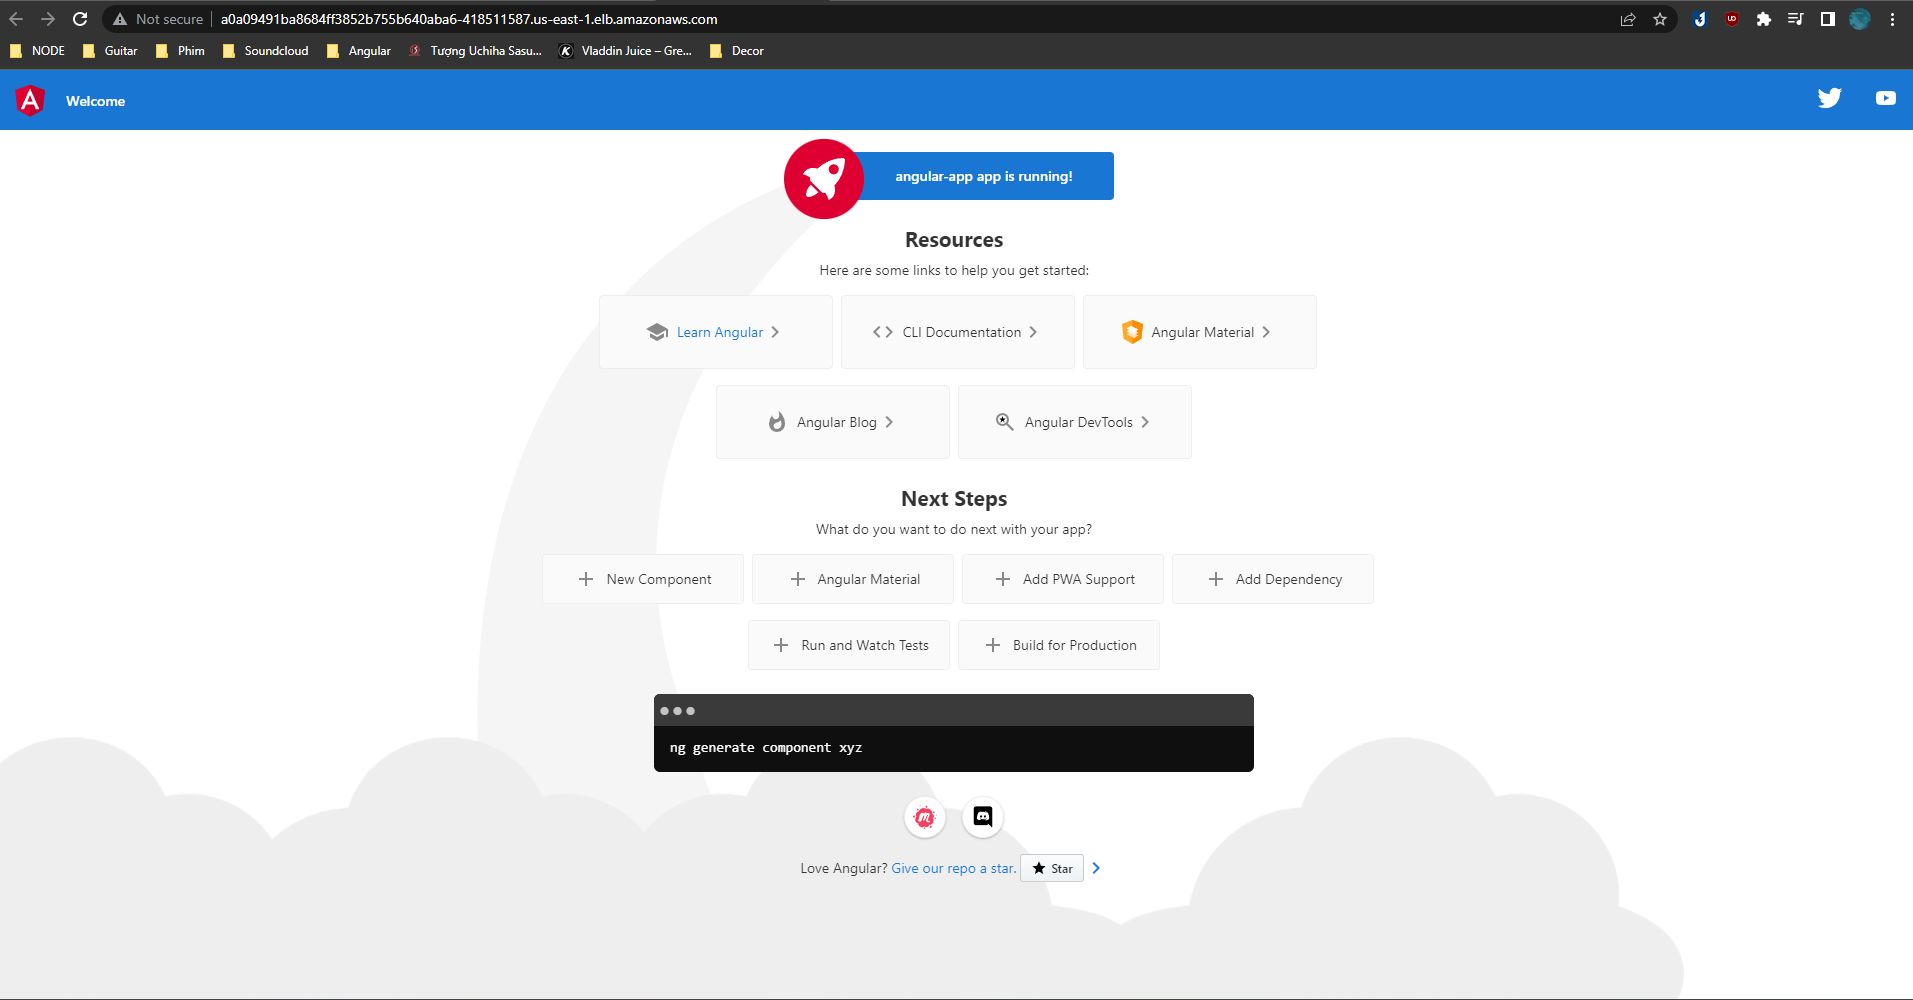 Not secure a0a09491ba8684ff3852b755b640aba6-418511587.us-east-1.elb.amazonaws.com
NODE Guitar Phim Soundcloud Angular Tượng Uchiha Sasu... Vladdin Juice – Gre... Decor
Welcome
angular-app app is running!
Resources
Here are some links to help you get started:
Learn Angular CLI Documentation Angular Material
Angular Blog Angular DevTools
Next Steps
What do you want to do next with your app?
New Component Angular Material Add PWA Support Add Dependency
Run and Watch Tests Build for Production
ng generate component xyz
Love Angular? Give our repo a star. Star